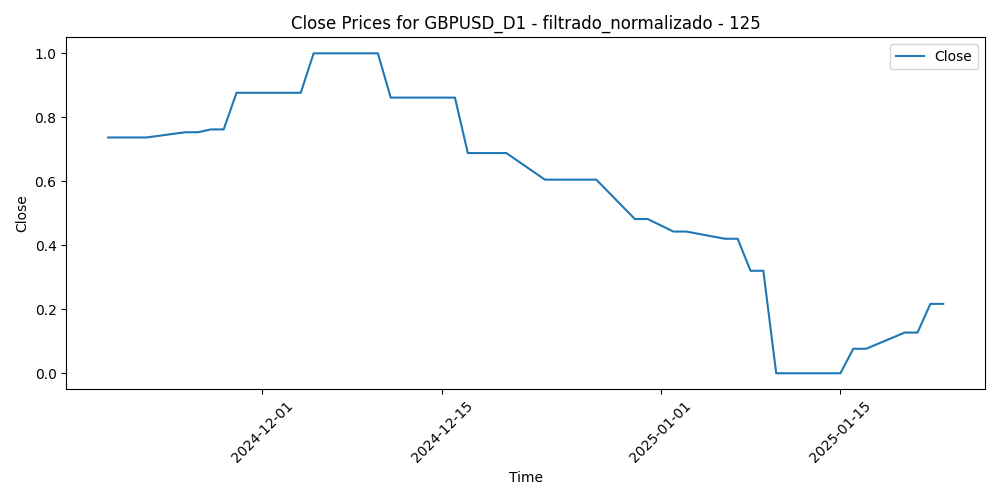 Close Prices for GBPUSD_D1 - filtrado_normalizado - 125
Close
1.0
0.8
0.6
0.4
0.2
0.0
Close
2024-12-01
2024-12-15
2025-01-01
2025-01-15
Time